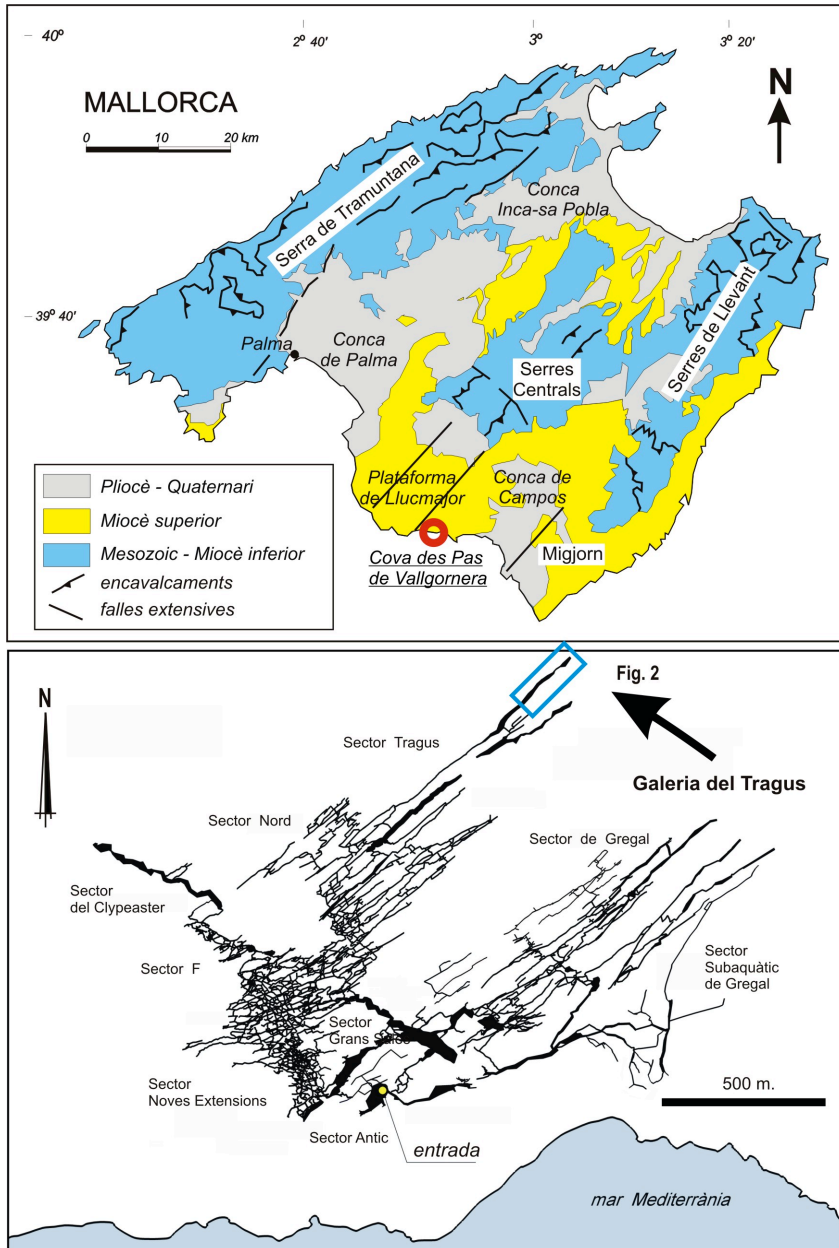 40º
2º 40'
3º
3º 20'
MALLORCA
0 10 20 km
N
Serra de Tramuntana
Conca
Inca-sa Pobla
39º 40'
Palma
Conca
de Palma
Serres de Llevant
Serres
Centrals
Plataforma
de Llucmajor
Conca de
Campos
Migjorn
Cova des Pas
de Vallgornera
Pliocè - Quaternari
Miocè superior
Mesozoic - Miocè inferior
encavalcaments
falles extensives
N
Fig. 2
Sector Tragus
Galeria del Tragus
Sector Nord
Sector de Gregal
Sector
del Clypeaster
Sector F
Sector
Subaquàtic
de Gregal
Sector
Grans Sales
Sector
Noves Extensions
500 m.
Sector Antic
entrada
mar Mediterrània